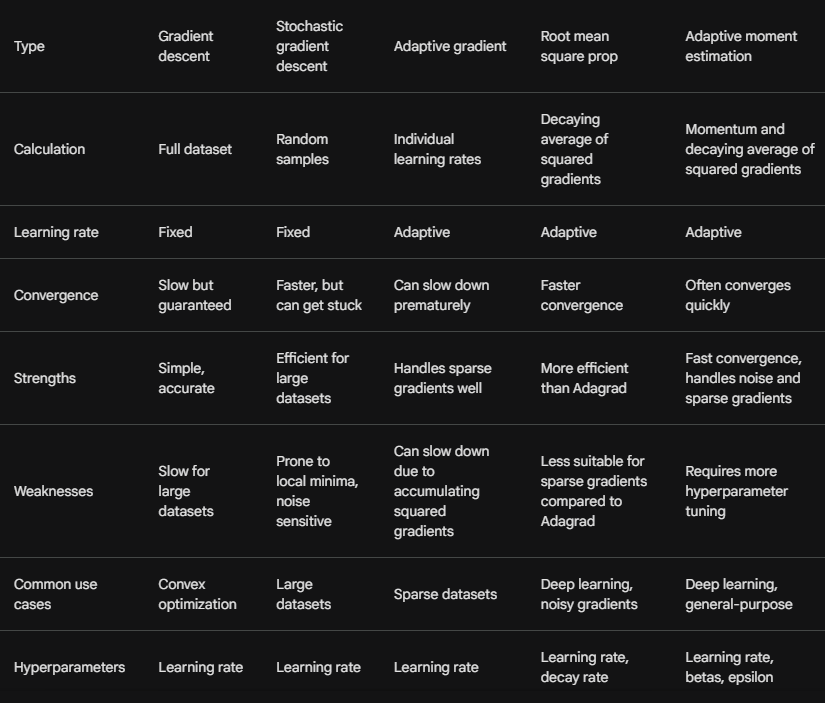 Type
Gradient
descent
Stochastic
gradient
descent
Adaptive gradient
Root mean
square prop
Adaptive moment
estimation
Calculation
Full dataset
Random
samples
Individual
learning rates
Decaying
average of
squared
gradients
Momentum and
decaying average of
squared gradients
Learning rate
Fixed
Fixed
Adaptive
Adaptive
Adaptive
Convergence
Slow but
guaranteed
Faster, but
can get stuck
Can slow down
prematurely
Faster
convergence
Often converges
quickly
Strengths
Simple,
accurate
Efficient for
large
datasets
Handles sparse
gradients well
More efficient
than Adagrad
Fast convergence,
handles noise and
sparse gradients
Weaknesses
Slow for
large
datasets
Prone to
local minima,
noise
sensitive
Can slow down
due to
accumulating
squared
gradients
Less suitable for
sparse gradients
compared to
Adagrad
Requires more
hyperparameter
tuning
Common use
cases
Convex
optimization
Large
datasets
Sparse datasets
Deep learning,
noisy gradients
Deep learning,
general-purpose
Hyperparameters
Learning rate
Learning rate
Learning rate
Learning rate,
decay rate
Learning rate,
betas, epsilon